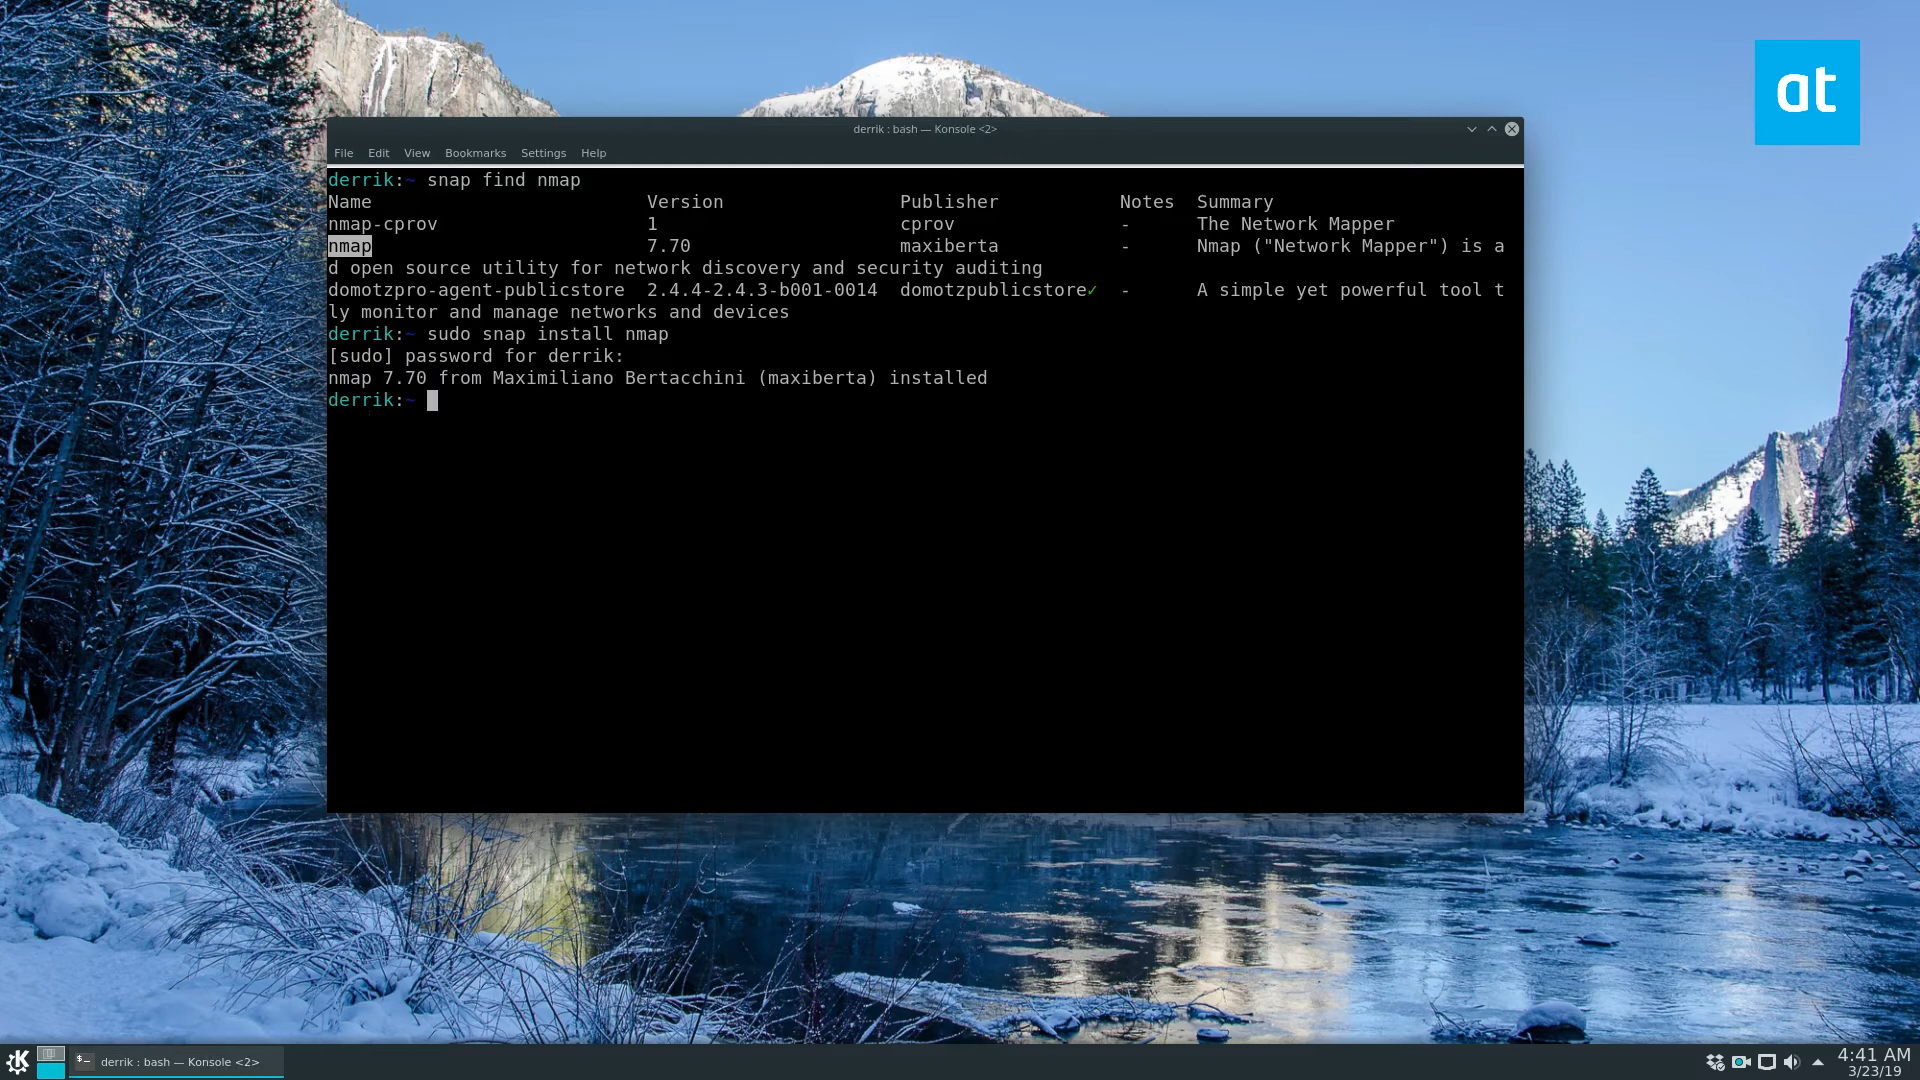 at
derrik : bash — Konsole <2>
File Edit View Bookmarks Settings Help
derrik:~ snap find nmap
Name Version Publisher Notes Summary
nmap-cprov 1 cprov - The Network Mapper
nmap 7.70 maxiberta - Nmap ("Network Mapper") is a
d open source utility for network discovery and security auditing
domotzpro-agent-publicstore 2.4.4-2.4.3-b001-0014 domotzpublicstore✓ - A simple yet powerful tool t
ly monitor and manage networks and devices
derrik:~ sudo snap install nmap
[sudo] password for derrik:
nmap 7.70 from Maximiliano Bertacchini (maxiberta) installed
derrik:~
derrik : bash — Konsole <2>
4:41 AM
3/23/19